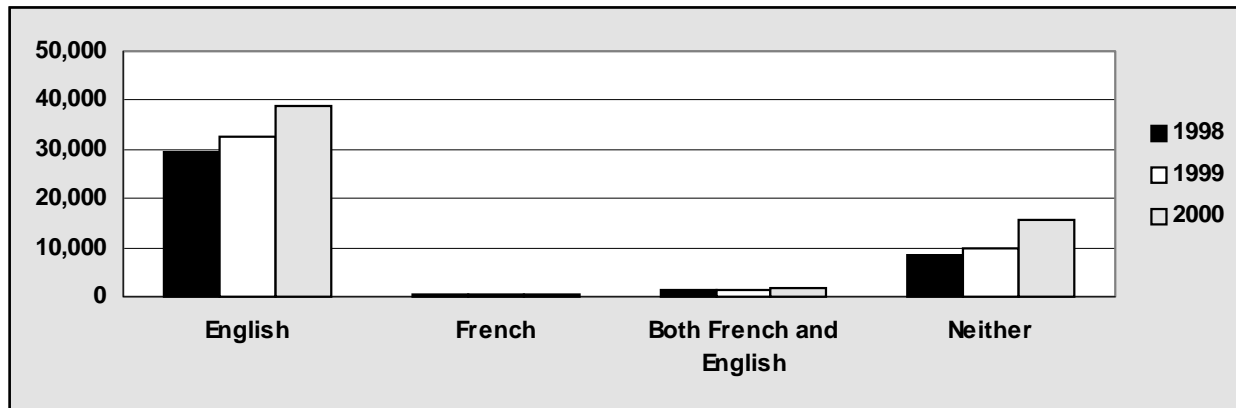 50,000
40,000
30,000
20,000
10,000
0
English
French
Both French and
English
Neither
1998
1999
2000